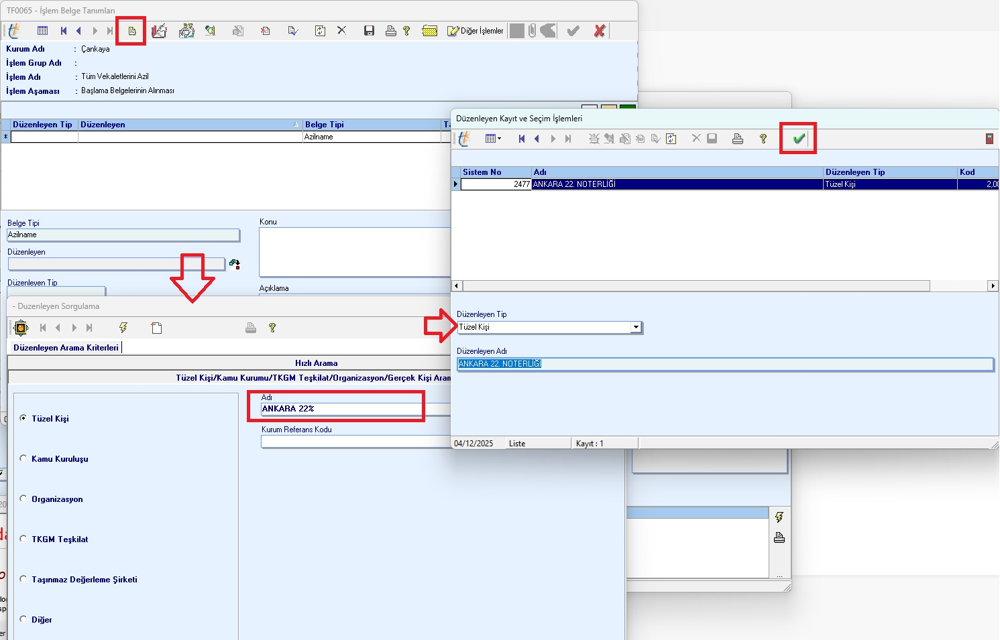 TF0065 - İşlem Belge Tanımları
Diğer İşlemler
Kurum Adı : Çankaya
İşlem Grup Adı :
İşlem Adı : Tüm Vekaletlerini Azil
İşlem Aşaması : Başlama Belgelerinin Alınması
Düzenleyen Tip Düzenleyen Belge Tipi
* Azilname
Belge Tipi
Azilname
Düzenleyen
Düzenleyen Tip
Konu
Açıklama
- Duzenleyen Sorgulama
Düzenleyen Arama Kriterleri
Hızlı Arama
Tüzel Kişi/Kamu Kurumu/TKGM Teşkilat/Organizasyon/Gerçek Kişi Aram
Tüzel Kişi
Kamu Kuruluşu
Organizasyon
TKGM Teşkilat
Taşınmaz Değerleme Şirketi
Diğer
Adı
ANKARA 22%
Kurum Referans Kodu
Düzenleyen Kayıt ve Seçim İşlemleri
Sistem No Adı Düzenleyen Tip Kod
2477 ANKARA 22. NOTERLİĞİ Tüzel Kişi 2,00
Düzenleyen Tip
Tüzel Kişi
Düzenleyen Adı
ANKARA 22. NOTERLİĞİ
04/12/2025 Liste Kayıt : 1
...